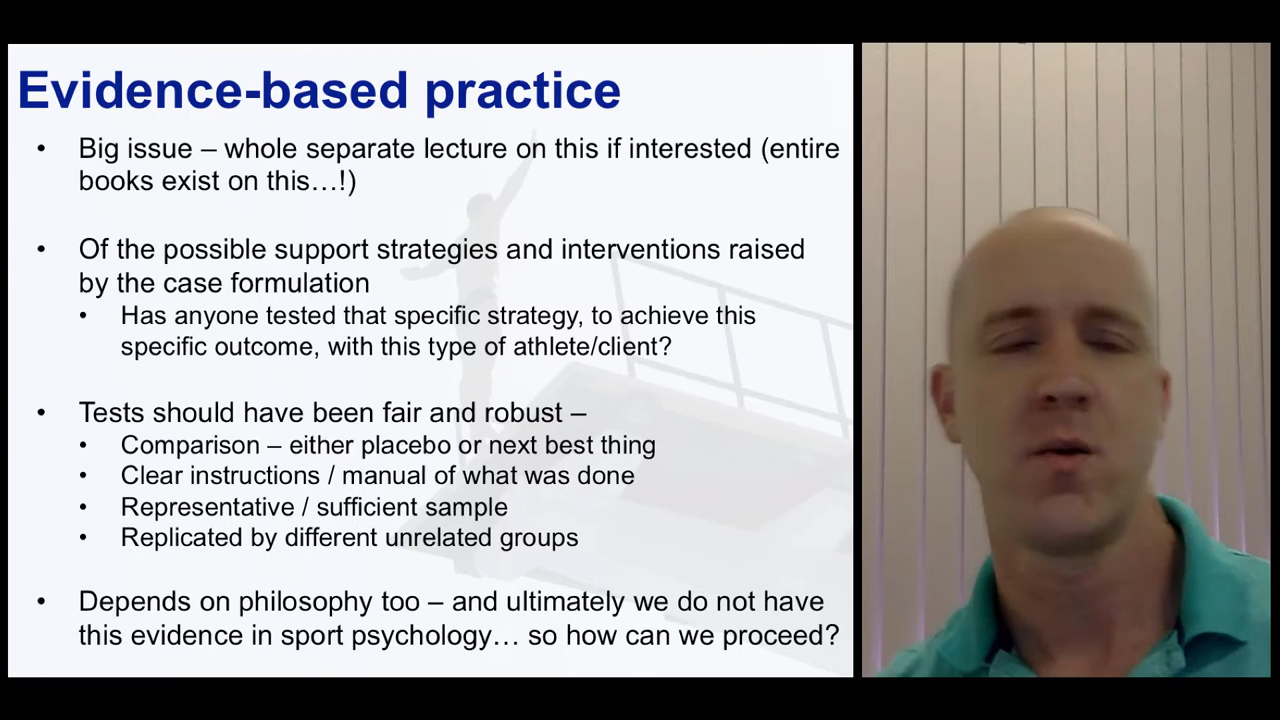 Evidence-based practice
• Big issue – whole separate lecture on this if interested (entire
books exist on this…!)
• Of the possible support strategies and interventions raised
by the case formulation
• Has anyone tested that specific strategy, to achieve this
specific outcome, with this type of athlete/client?
• Tests should have been fair and robust –
• Comparison – either placebo or next best thing
• Clear instructions / manual of what was done
• Representative / sufficient sample
• Replicated by different unrelated groups
• Depends on philosophy too – and ultimately we do not have
this evidence in sport psychology… so how can we proceed?